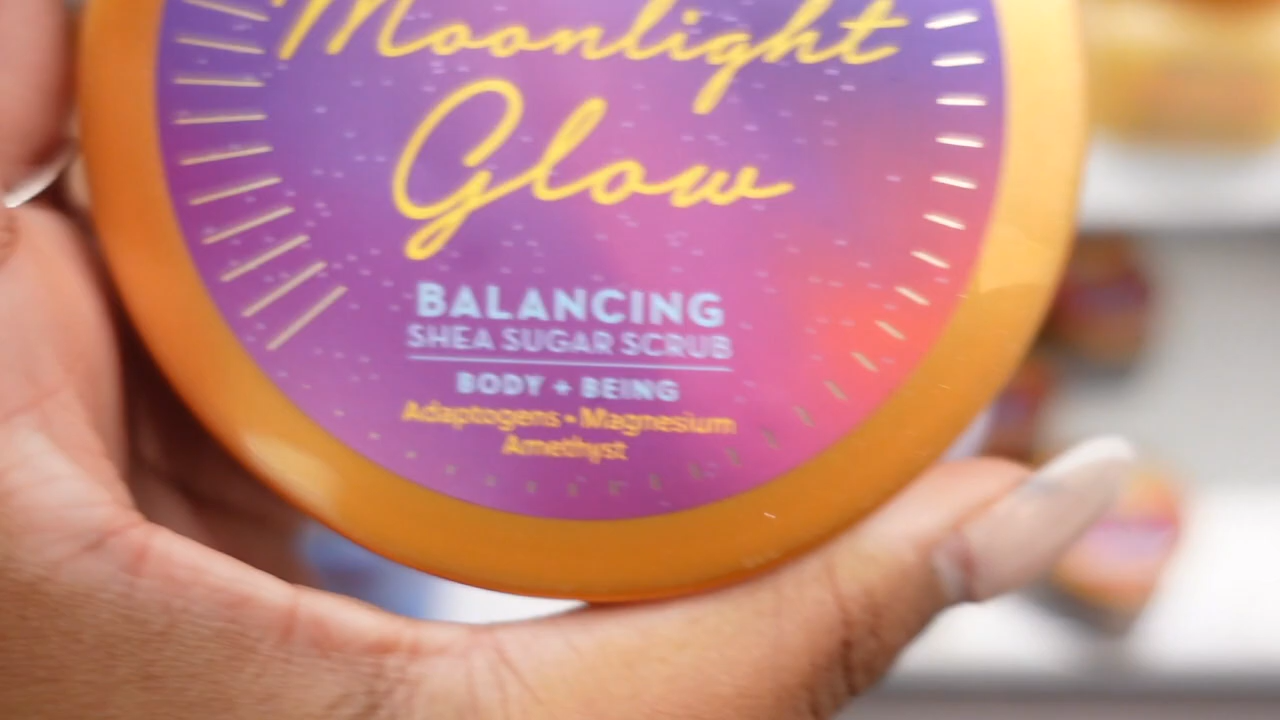 Moonlight
Glow
BALANCING
SHEA SUGAR SCRUB
BODY + BEING
Adaptogens • Magnesium
Amethyst